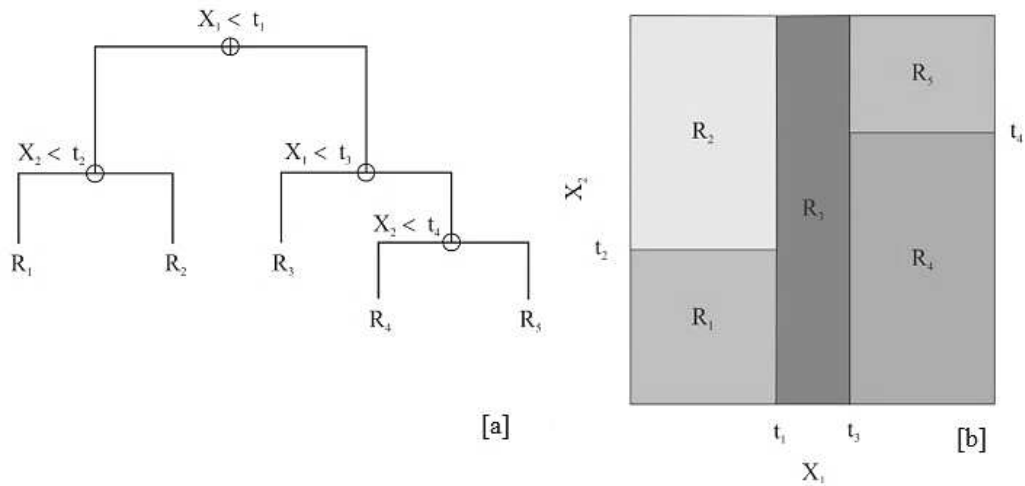 X₁ < t₁
X₂ < t₂
X₁ < t₃
X₂ < t₄
R₁
R₂
R₃
R₄
R₅
[a]
R₅
t₄
R₂
X₂
R₃
t₂
R₄
R₁
t₁
t₃
[b]
X₁